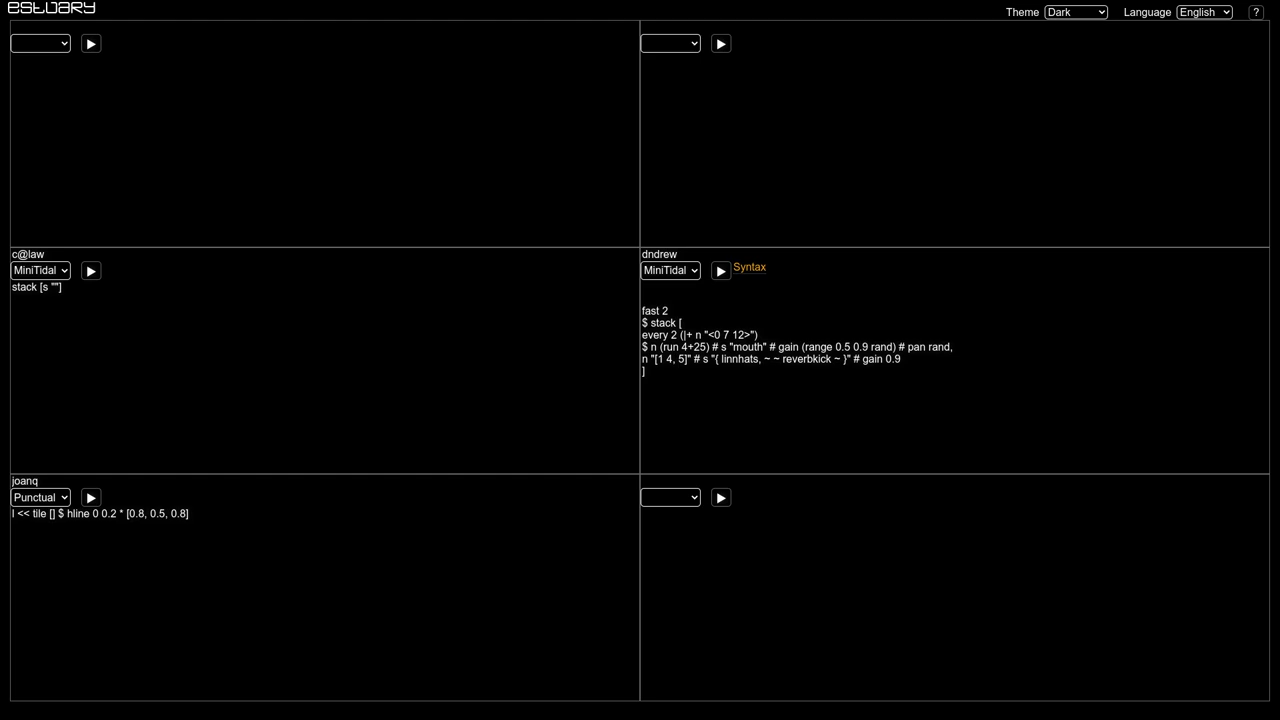 estuary
Theme Dark Language English ?
c@law
MiniTidal
stack [s ""]
dndrew
MiniTidal Syntax
fast 2
$ stack [
every 2 (|+ n "<0 7 12>")
$ n (run 4+25) # s "mouth" # gain (range 0.5 0.9 rand) # pan rand,
n "[1 4, 5]" # s "{ linnhats, ~ ~ reverbkick ~ }" # gain 0.9
]
joanq
Punctual
l << tile [] $ hline 0 0.2 * [0.8, 0.5, 0.8]